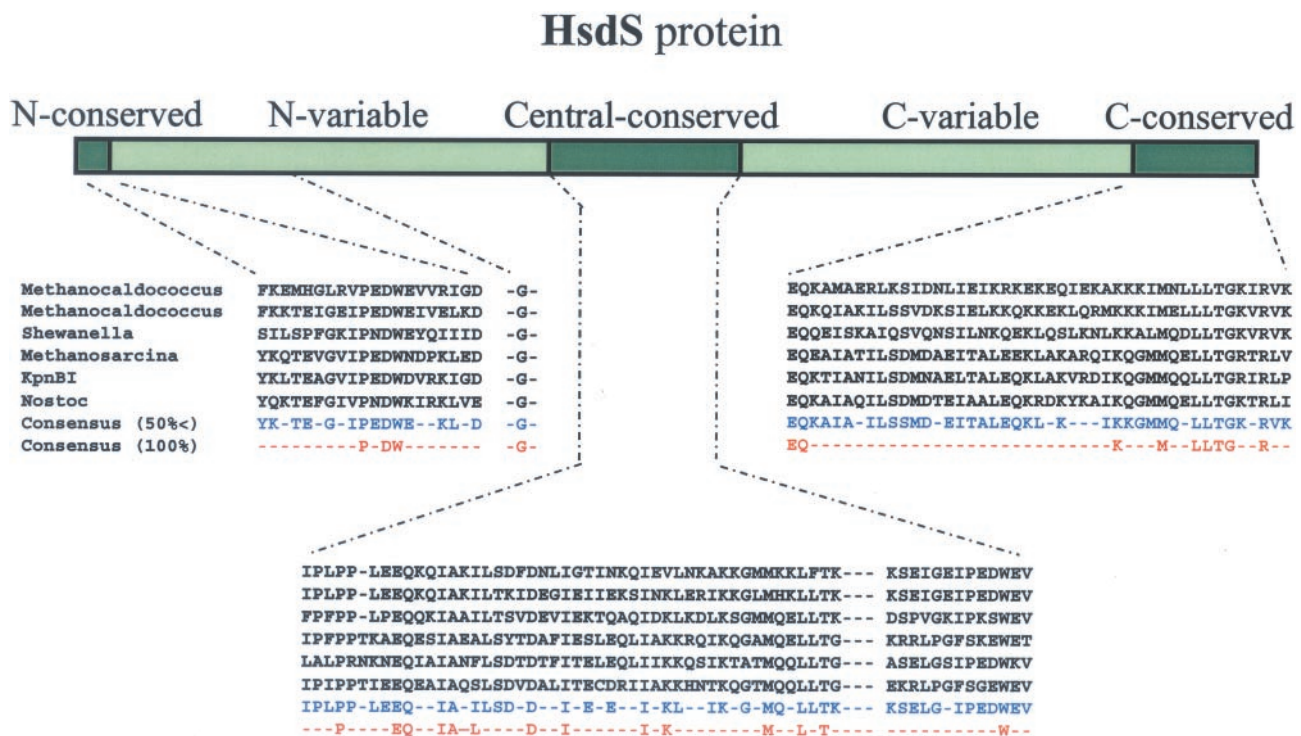 HsdS protein
N-conserved N-variable Central-conserved C-variable C-conserved
Methanocaldococcus FKEMHGLRVPEDWEVVRIGD -G- EQKAMAERLKSIDNLIEIKRKEKEQIEKAKKKIMNLLLTGKIRVK
Methanocaldococcus FKKTEIGEIPEDWEIVELKD -G- EQKQIAKILSSVDKSIELKKQKKEKLQRMKKKIMELLLTGKVRVK
Shewanella SILSPFGKIPNDWEYQIIID -G- EQQEISKAIQSVQNSILNKQEKLQSLKNLKKALMQDLLTGKVRVK
Methanosarcina YKQTEVGVIPEDWNDPKLED -G- EQEAIATILSDMDAEITALEEKLAKARQIKQGMMQELLTGRTRLV
KpnBI YKLTEAGVIPEDWDVRKIGD -G- EQKTIANILSDMNAELTALEQKLAKVRDIKQGMMQQLLTGRIRLP
Nostoc YQKTEFGIVPNDWKIRKLVE -G- EQKAIAQILSDMDTEIAALEQKRDKYKAIKQGMMQELLTGKTRLI
Consensus (50%<) YK-TE-G-IPEDWE--KL-D -G- EQKAIA-ILSSMD-EITALEQKL-K---IKKGMMQ-LLTGK-RVK
Consensus (100%) ---------P-DW-------- -G- EQ------------------------K---M--LLTG--R--
IPLPP-LEEQKQIAKILSDFDNLIGTINKQIEVLNKAKKGMMKKLFTK--- KSEIGEIPEDWEV
IPLPP-LEEQKQIAKILTKIDEGIEIIEKSINKLERIKKGLMHKLLTK--- KSEIGEIPEDWEV
FPFPP-LPEQQKIAAILTSVDEVIEKTQAQIDKLKDLKSGMMQELLTK--- DSPVGKIPKSWEV
IPFPPTKAEQESIAEALSYTDAFIESLEQLIAKKRQIKQGAMQELLTG--- KRRLPGFSKEWET
LALPRNKNEQIAIANFLSDTDTFITELEQLIIKKQSIKTATMQQLLTG--- ASELGSIPEDWKV
IPIPPTIEEQEAIAQSLSDVDALITECDRIIAKKHNTKQGTMQQLLTG--- EKRLPGFSGEWEV
IPLPP-LEEQ--IA-ILSD-D--I-E-E--I-KL--IK-G-MQ-LLTK--- KSELG-IPEDWEV
---P----EQ--IA-L----D--I-------I-K--------M--L-T---- -----------W-